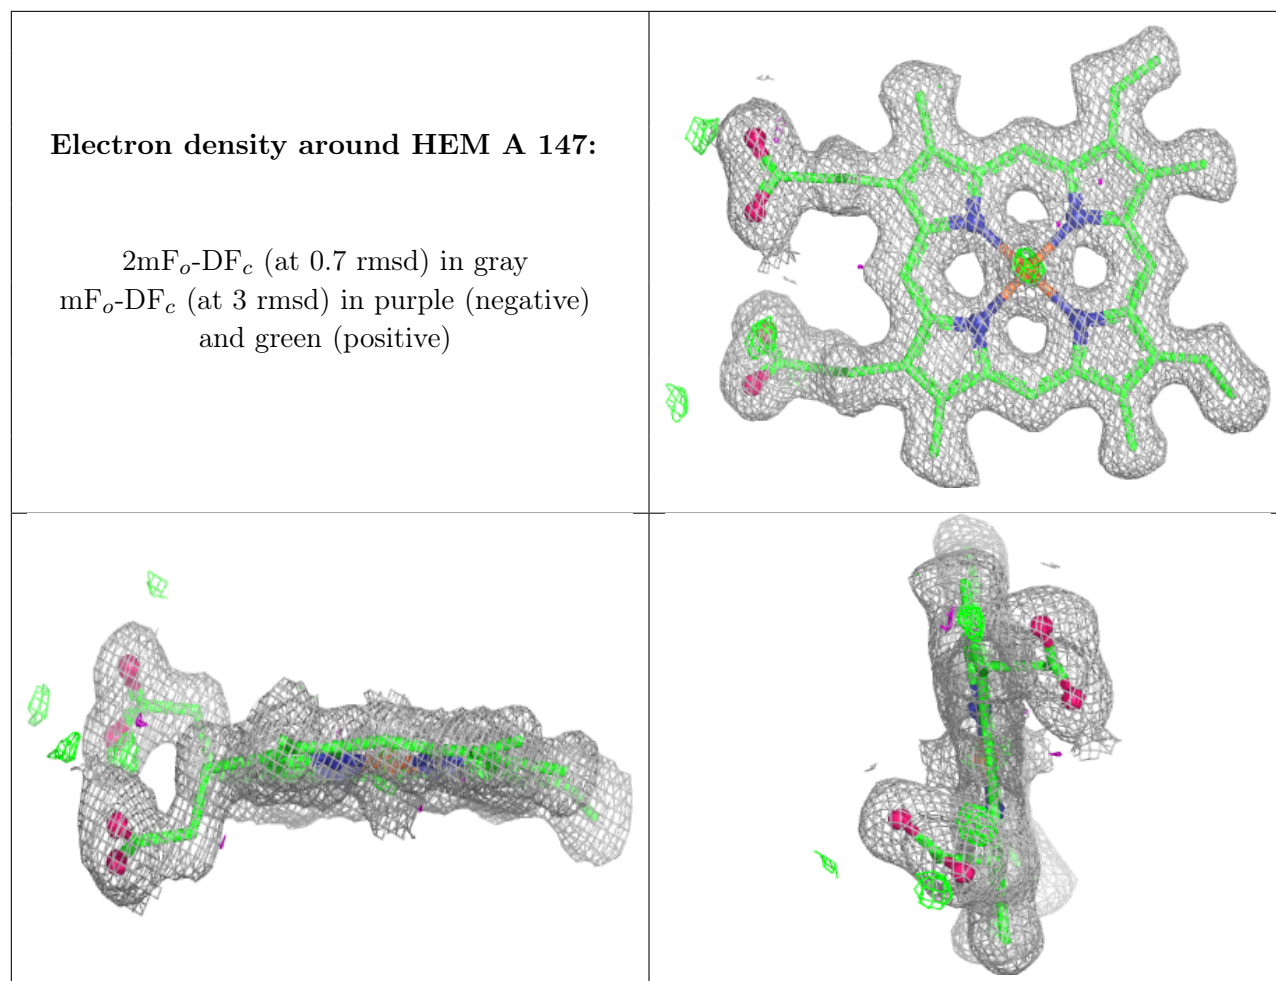 Electron density around HEM A 147:
2mFo-DFc (at 0.7 rmsd) in gray
mFo-DFc (at 3 rmsd) in purple (negative)
and green (positive)